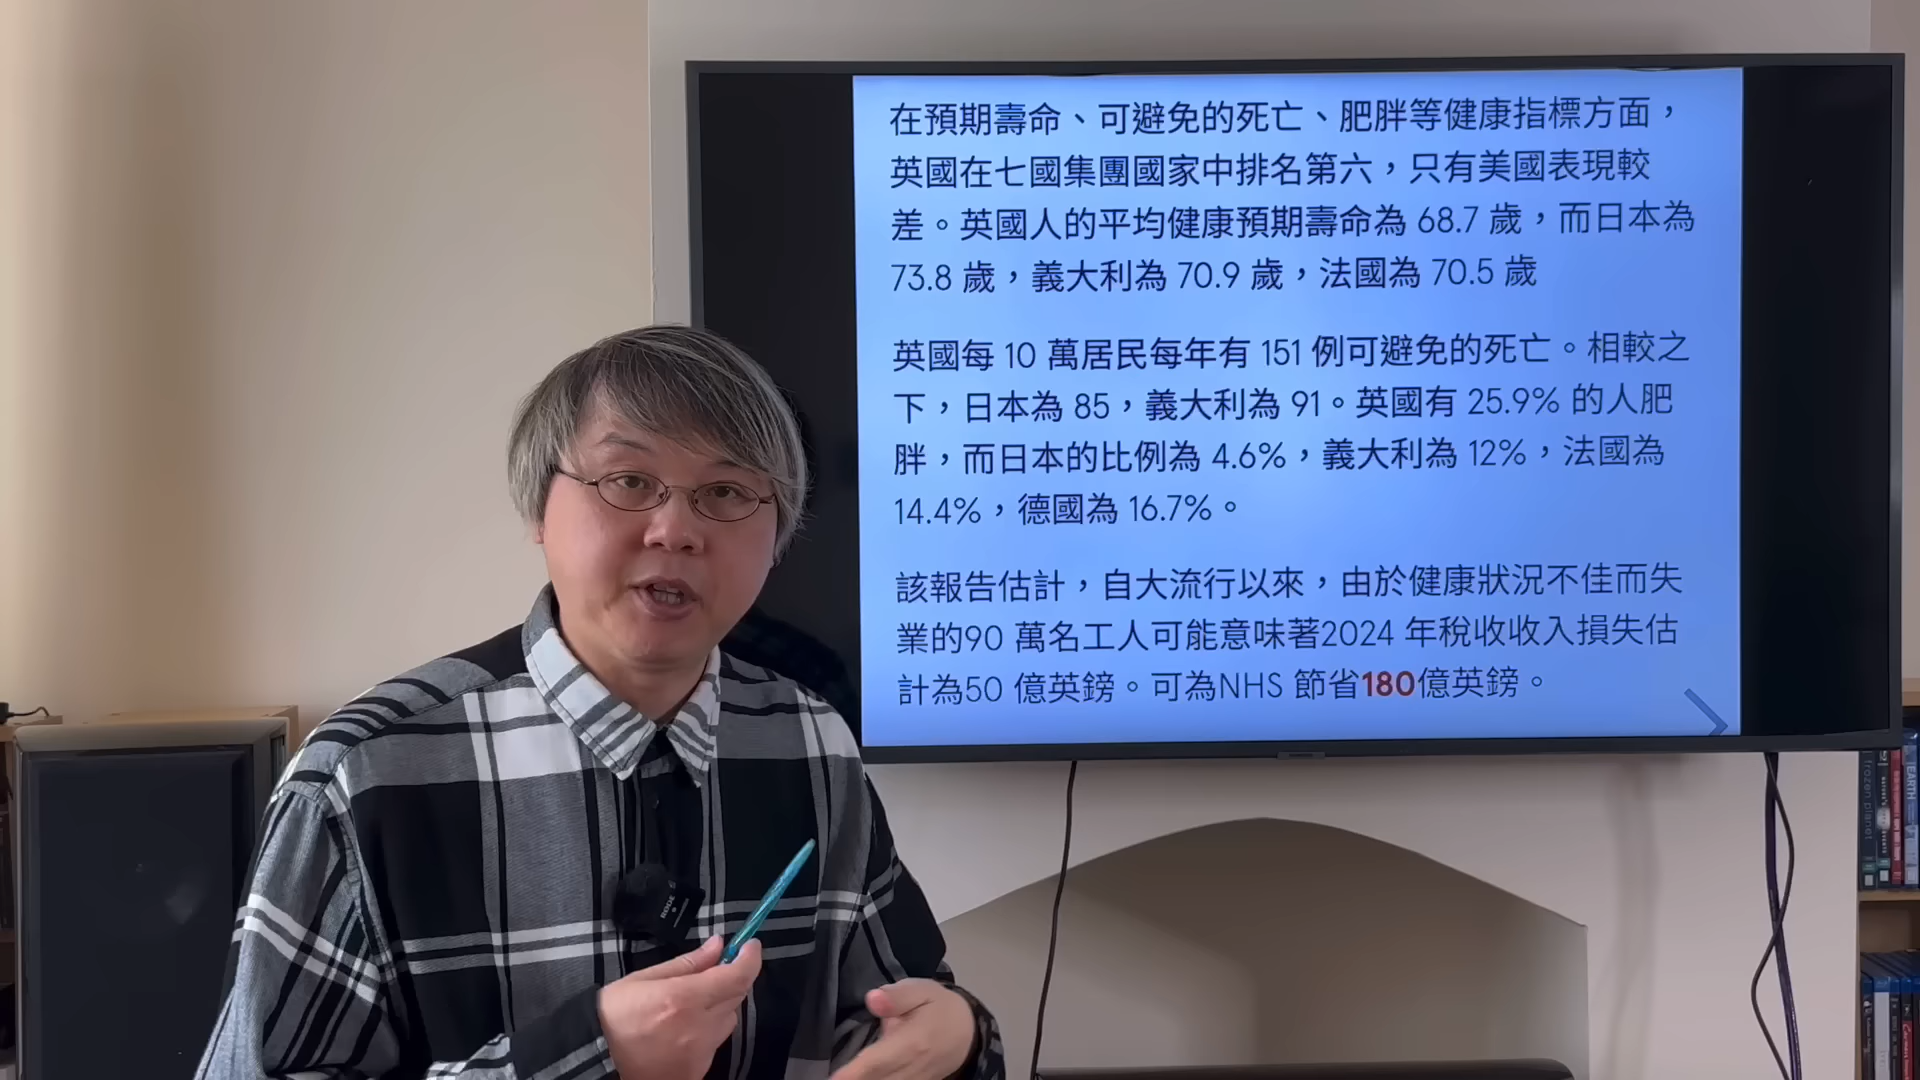 在預期壽命、可避免的死亡、肥胖等健康指標方面，
英國在七國集團國家中排名第六，只有美國表現較
差。英國人的平均健康預期壽命為 68.7 歲，而日本為
73.8 歲，義大利為 70.9 歲，法國為 70.5 歲
英國每 10 萬居民每年有 151 例可避免的死亡。相較之
下，日本為 85，義大利為 91。英國有 25.9% 的人肥
胖，而日本的比例為 4.6%，義大利為 12%，法國為
14.4%，德國為 16.7%。
該報告估計，自大流行以來，由於健康狀況不佳而失
業的90 萬名工人可能意味著2024 年稅收收入損失估
計為50 億英鎊。可為NHS 節省180億英鎊。
RODE
frozen planet
EARTH